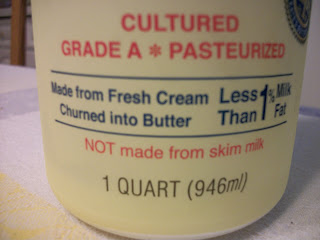 CULTURED
GRADE A * PASTEURIZED
Made from Fresh Cream
Churned into Butter
Less Than 1% Milk Fat
NOT made from skim milk
1 QUART (946ml)